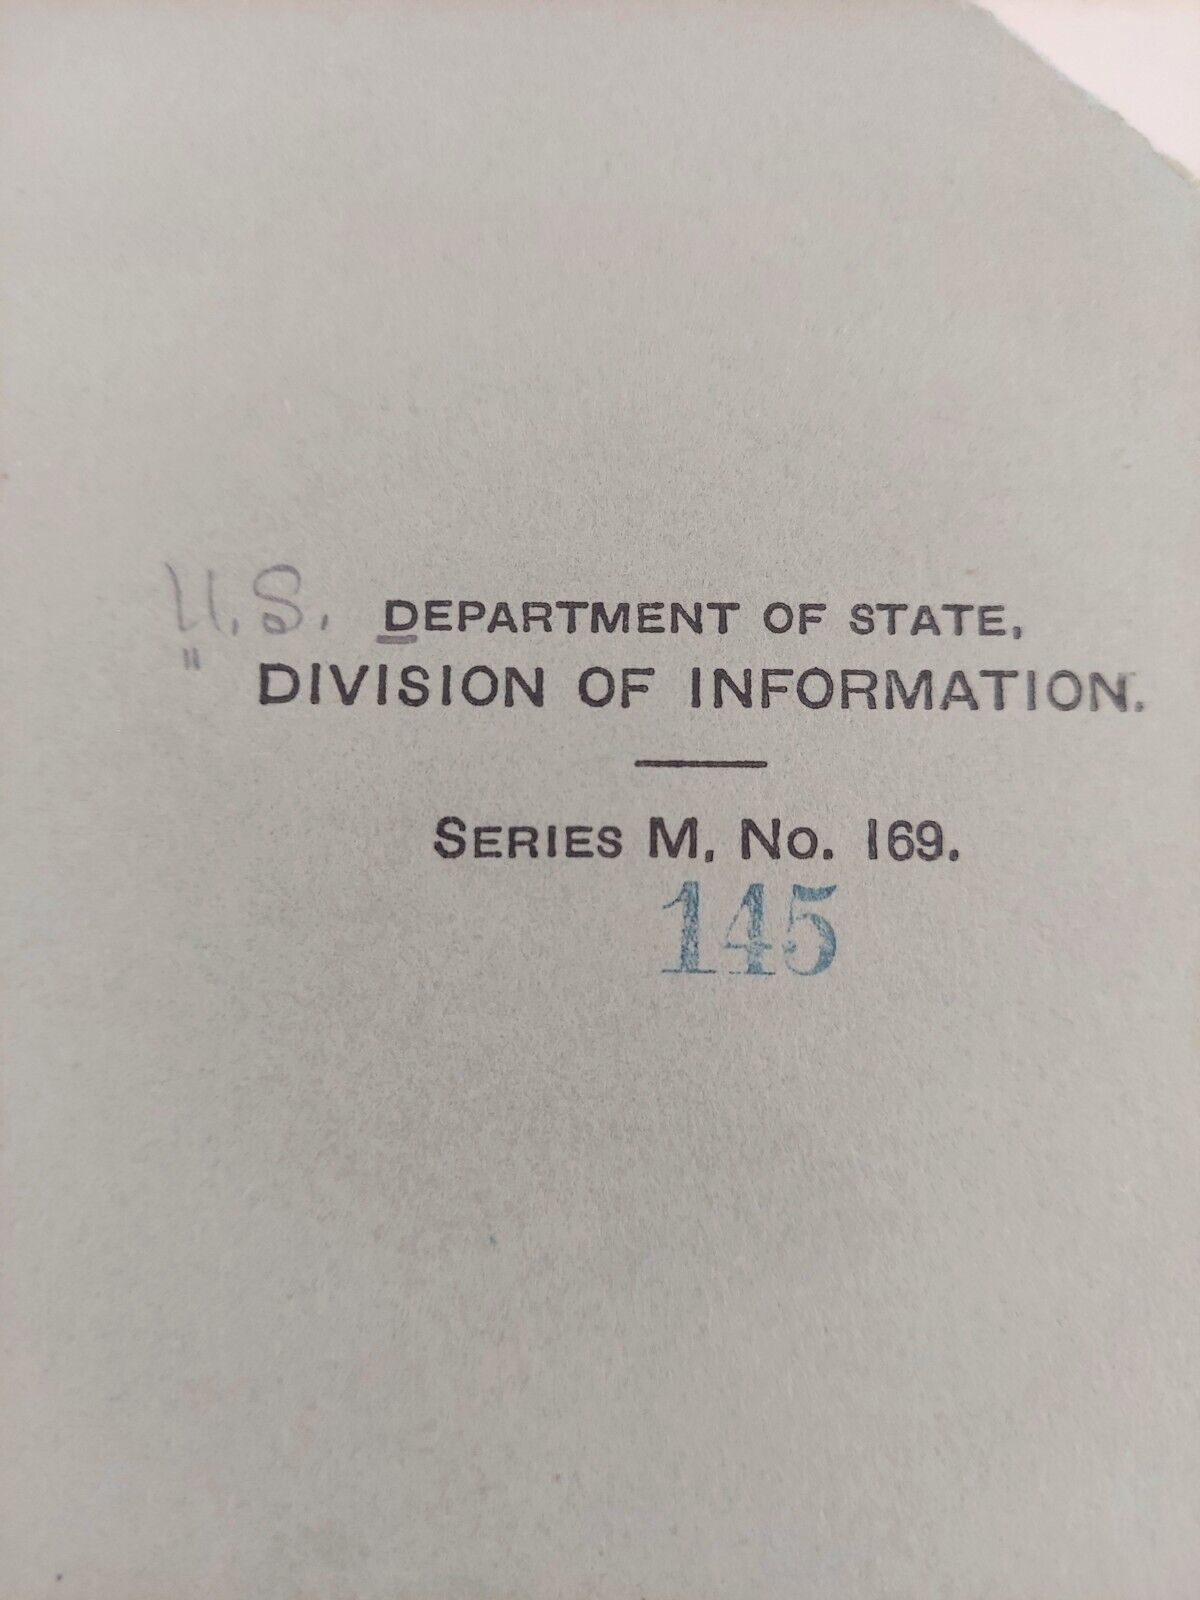 U.S. DEPARTMENT OF STATE,
" DIVISION OF INFORMATION.
SERIES M, No. 169.
145